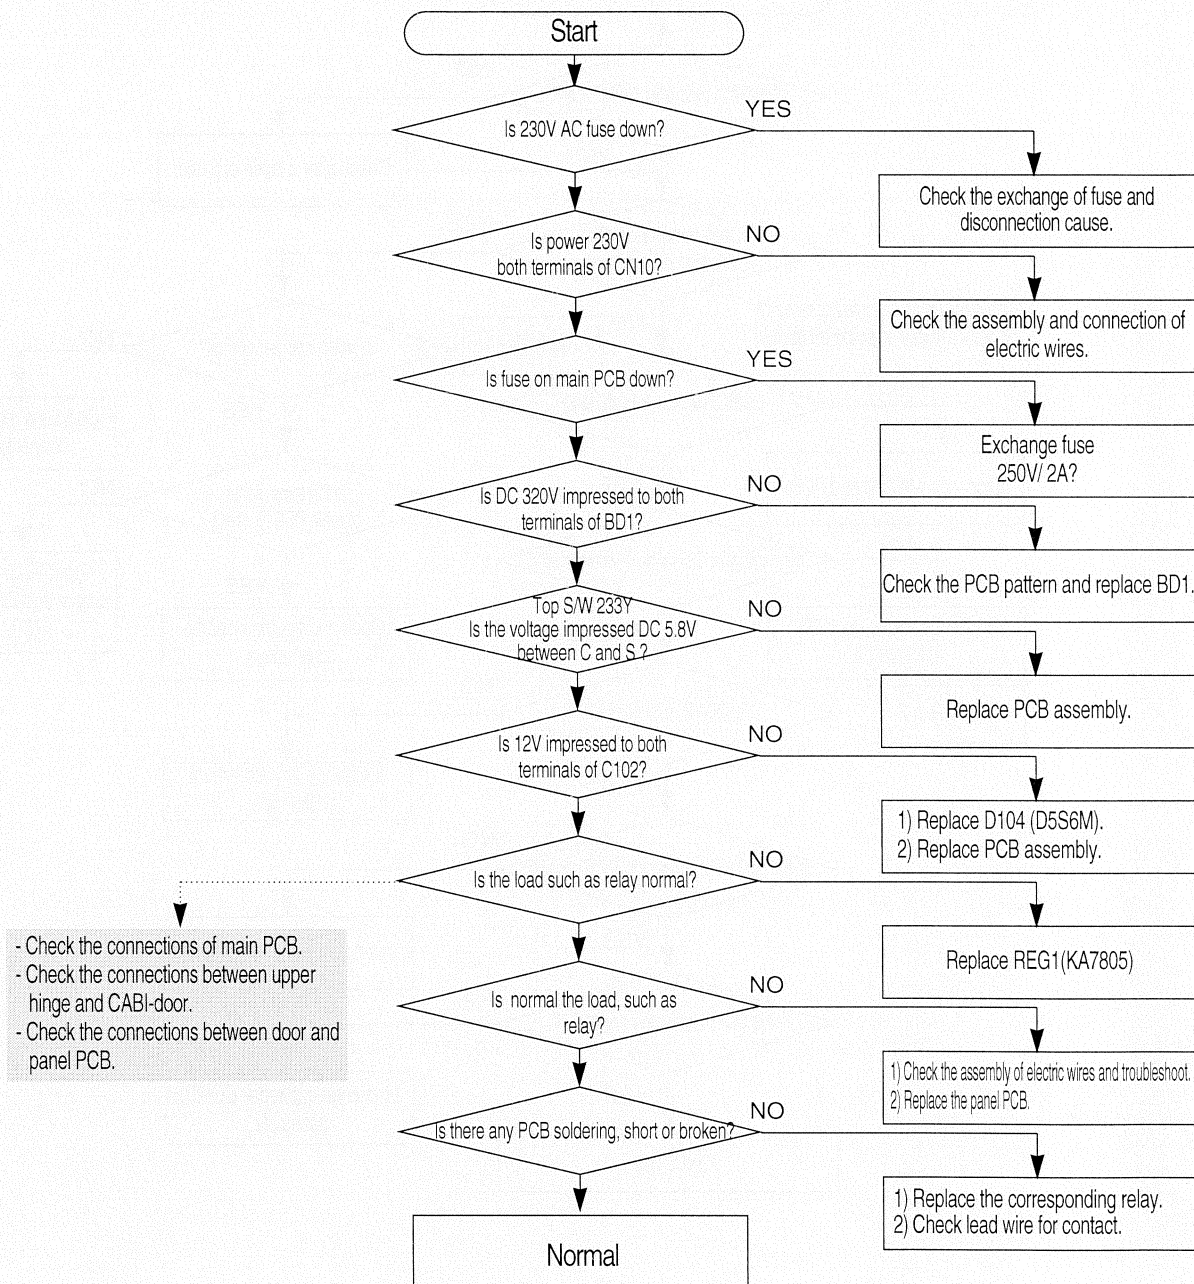 Start
Is 230V AC fuse down?
YES
Check the exchange of fuse and
disconnection cause.
Is power 230V
both terminals of CN10?
NO
Check the assembly and connection of
electric wires.
Is fuse on main PCB down?
YES
Exchange fuse
250V/ 2A?
Is DC 320V impressed to both
terminals of BD1?
NO
Check the PCB pattern and replace BD1.
Top S/W 233Y
Is the voltage impressed DC 5.8V
between C and S ?
NO
Replace PCB assembly.
Is 12V impressed to both
terminals of C102?
NO
1) Replace D104 (D5S6M).
2) Replace PCB assembly.
Is the load such as relay normal?
NO
- Check the connections of main PCB.
- Check the connections between upper
hinge and CABI-door.
- Check the connections between door and
panel PCB.
Replace REG1(KA7805)
Is normal the load, such as
relay?
NO
1) Check the assembly of electric wires and troubleshoot.
2) Replace the panel PCB.
Is there any PCB soldering, short or broken?
NO
1) Replace the corresponding relay.
2) Check lead wire for contact.
Normal